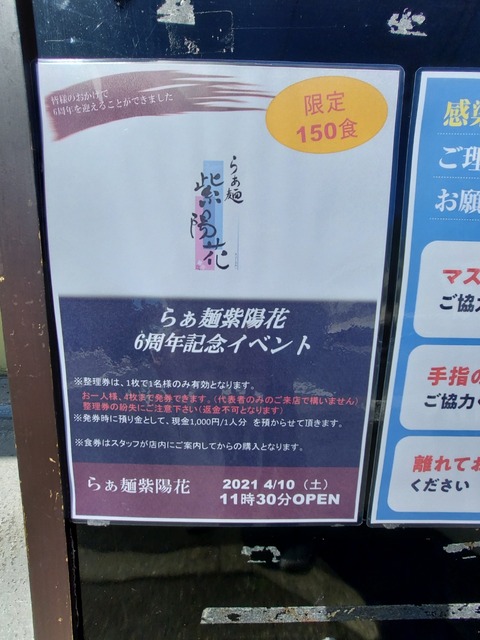 皆様のおかげで
6周年を迎えることができました
限定
150食
らぁ麺
紫陽花
らぁ麺紫陽花
6周年記念イベント
※整理券は、1枚で1名様のみ有効となります。
お一人様、4枚まで発券できます。（代表者のみのご来店で構いません）
整理券の紛失にご注意下さい（返金不可となります）
※発券時に預り金として、現金1,000円/1人分 を預からせて頂きます。
※食券はスタッフが店内にご案内してからの購入となります。
らぁ麺紫陽花
2021 4/10（土）
11時30分OPEN
感
ご理
お願
マス
ご協力
手指の
ご協力く
離れてお
ください